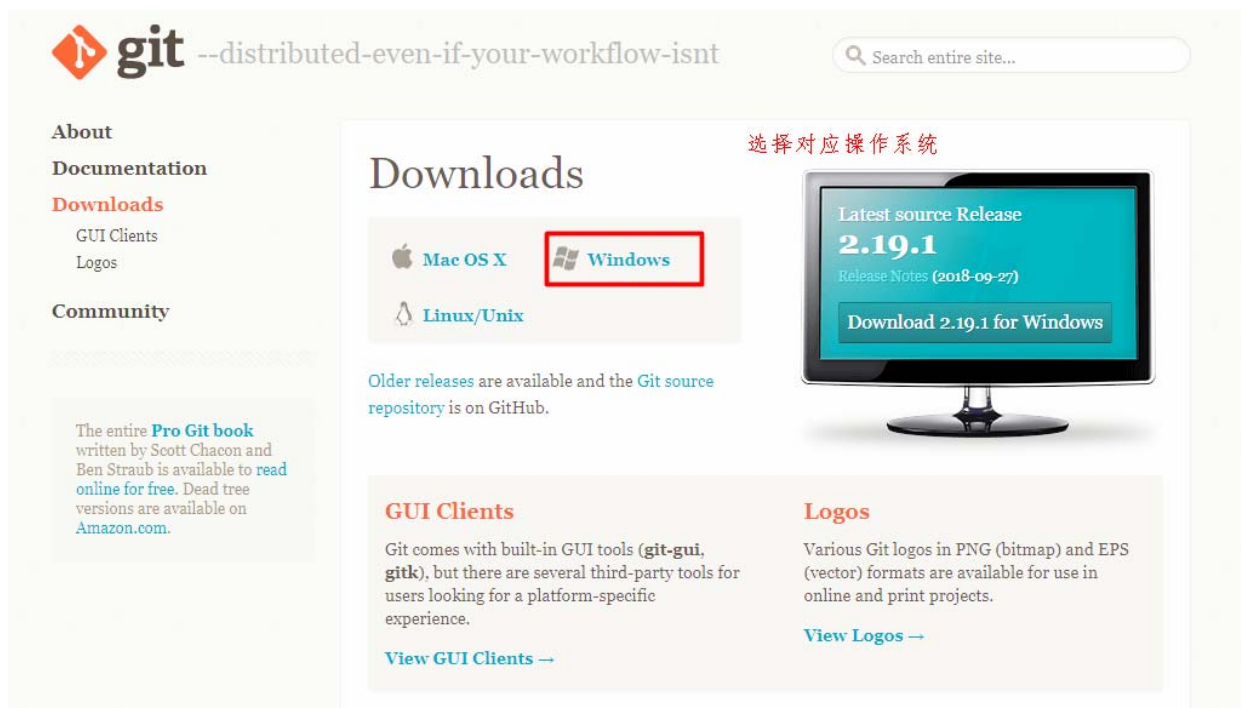 git --distributed-even-if-your-workflow-isnt
Search entire site...
About
Documentation
Downloads
GUI Clients
Logos
Community
The entire Pro Git book
written by Scott Chacon and
Ben Straub is available to read
online for free. Dead tree
versions are available on
Amazon.com.
选择对应操作系统
Downloads
Mac OS X
Windows
Linux/Unix
Older releases are available and the Git source
repository is on GitHub.
Latest source Release
2.19.1
Release Notes (2018-09-27)
Download 2.19.1 for Windows
GUI Clients
Git comes with built-in GUI tools (git-gui,
gitk), but there are several third-party tools for
users looking for a platform-specific
experience.
View GUI Clients →
Logos
Various Git logos in PNG (bitmap) and EPS
(vector) formats are available for use in
online and print projects.
View Logos →